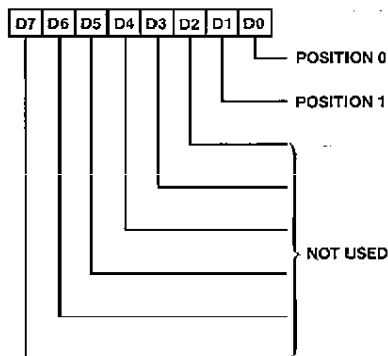 D7 D6 D5 D4 D3 D2 D1 D0
POSITION 0
POSITION 1
NOT USED